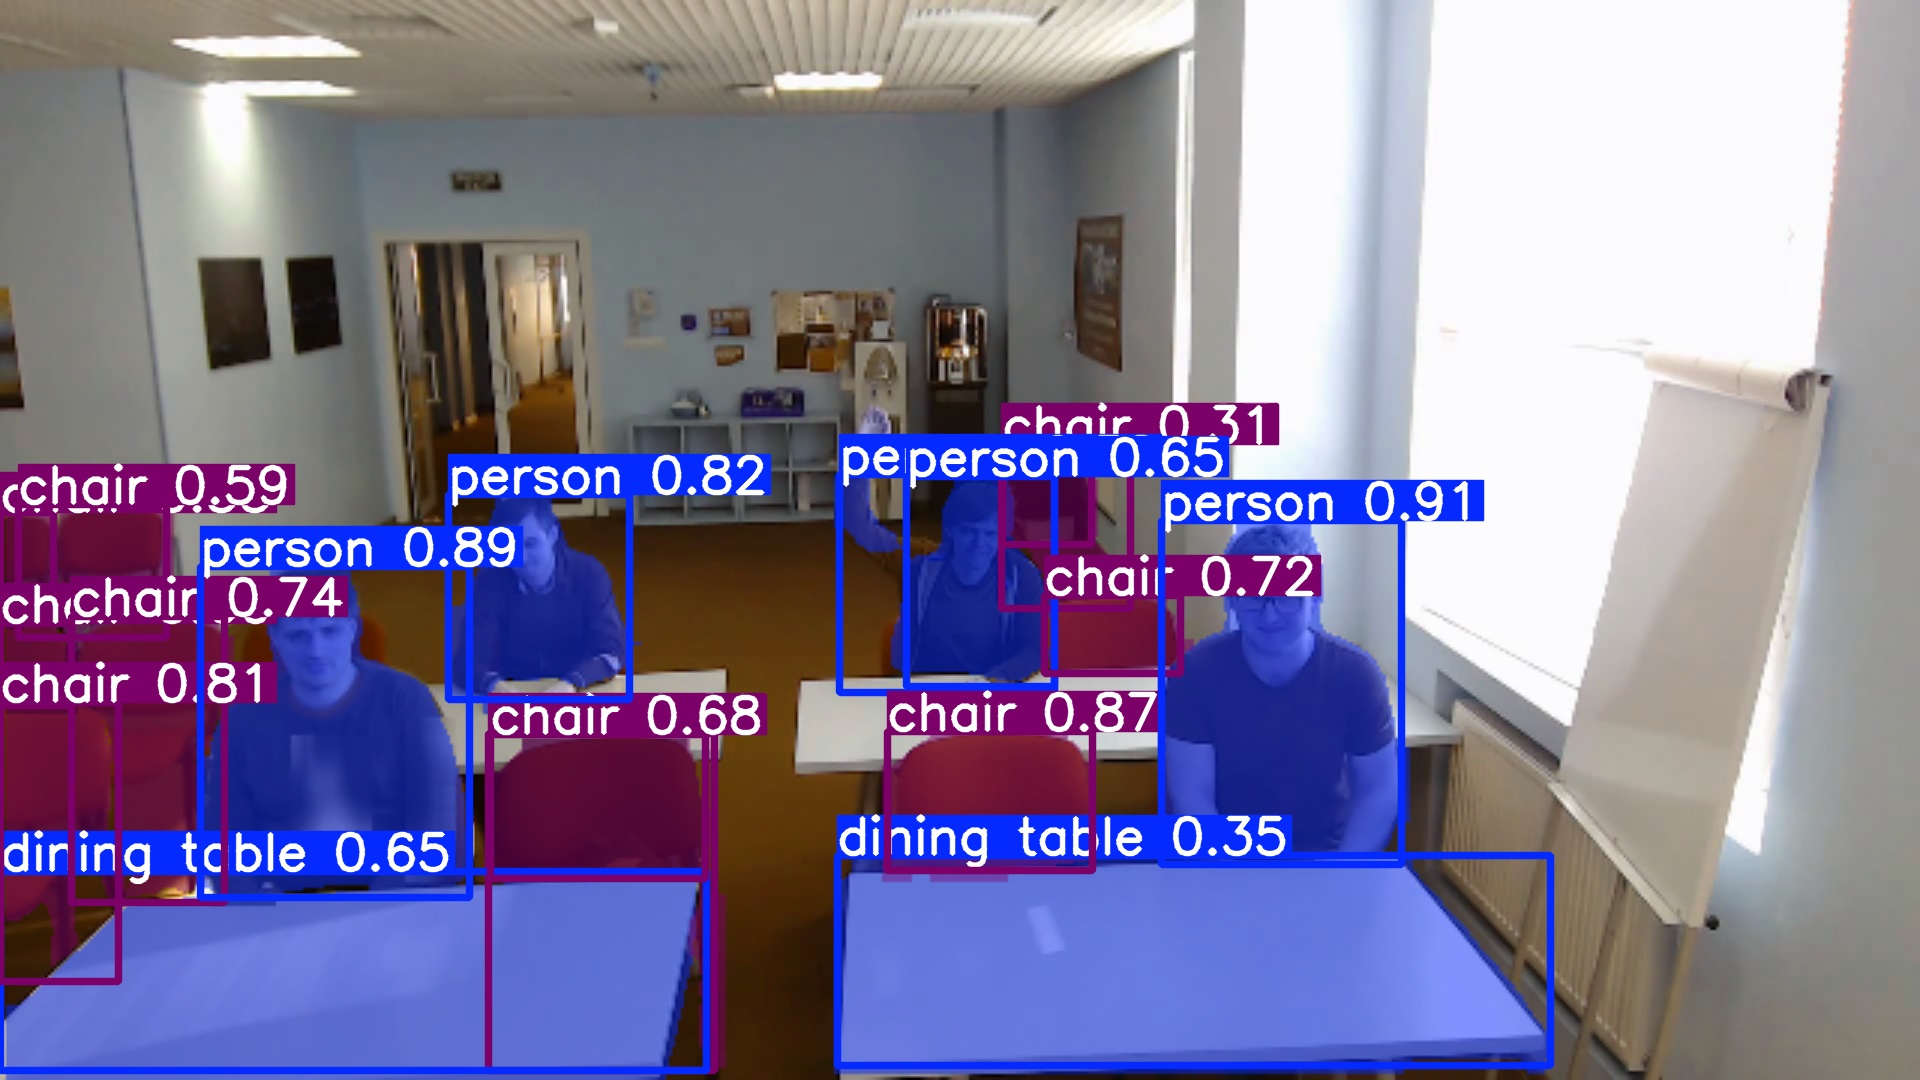 chair 0.31
person 0.65
pe
person 0.82
chair 0.59
person 0.91
person 0.89
chair 0.72
chair 0.74
ch
chair 0.81
chair 0.68
chair 0.87
dining table 0.35
dining table 0.65